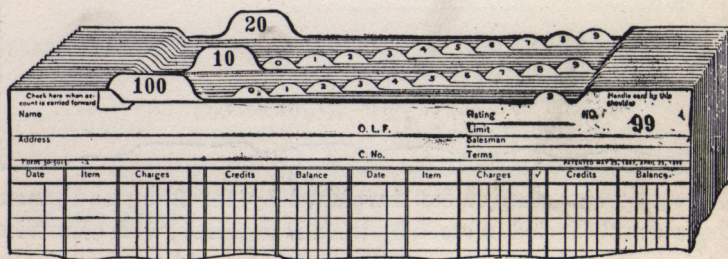 20
10 0 1 2 3 4 5 6 7 8 9
100 0 1 2 3 4 5 6 7 8 9
Check here when ac-
count is carried forward
Handle card by this
shoulder
Name Rating NO. 99
O. L. F. Limit
Address Salesman
C. No. Terms
PATENTED MAY 25, 1897, APRIL 25, 1899
Date Item Charges Credits Balance Date Item Charges ✓ Credits Balance